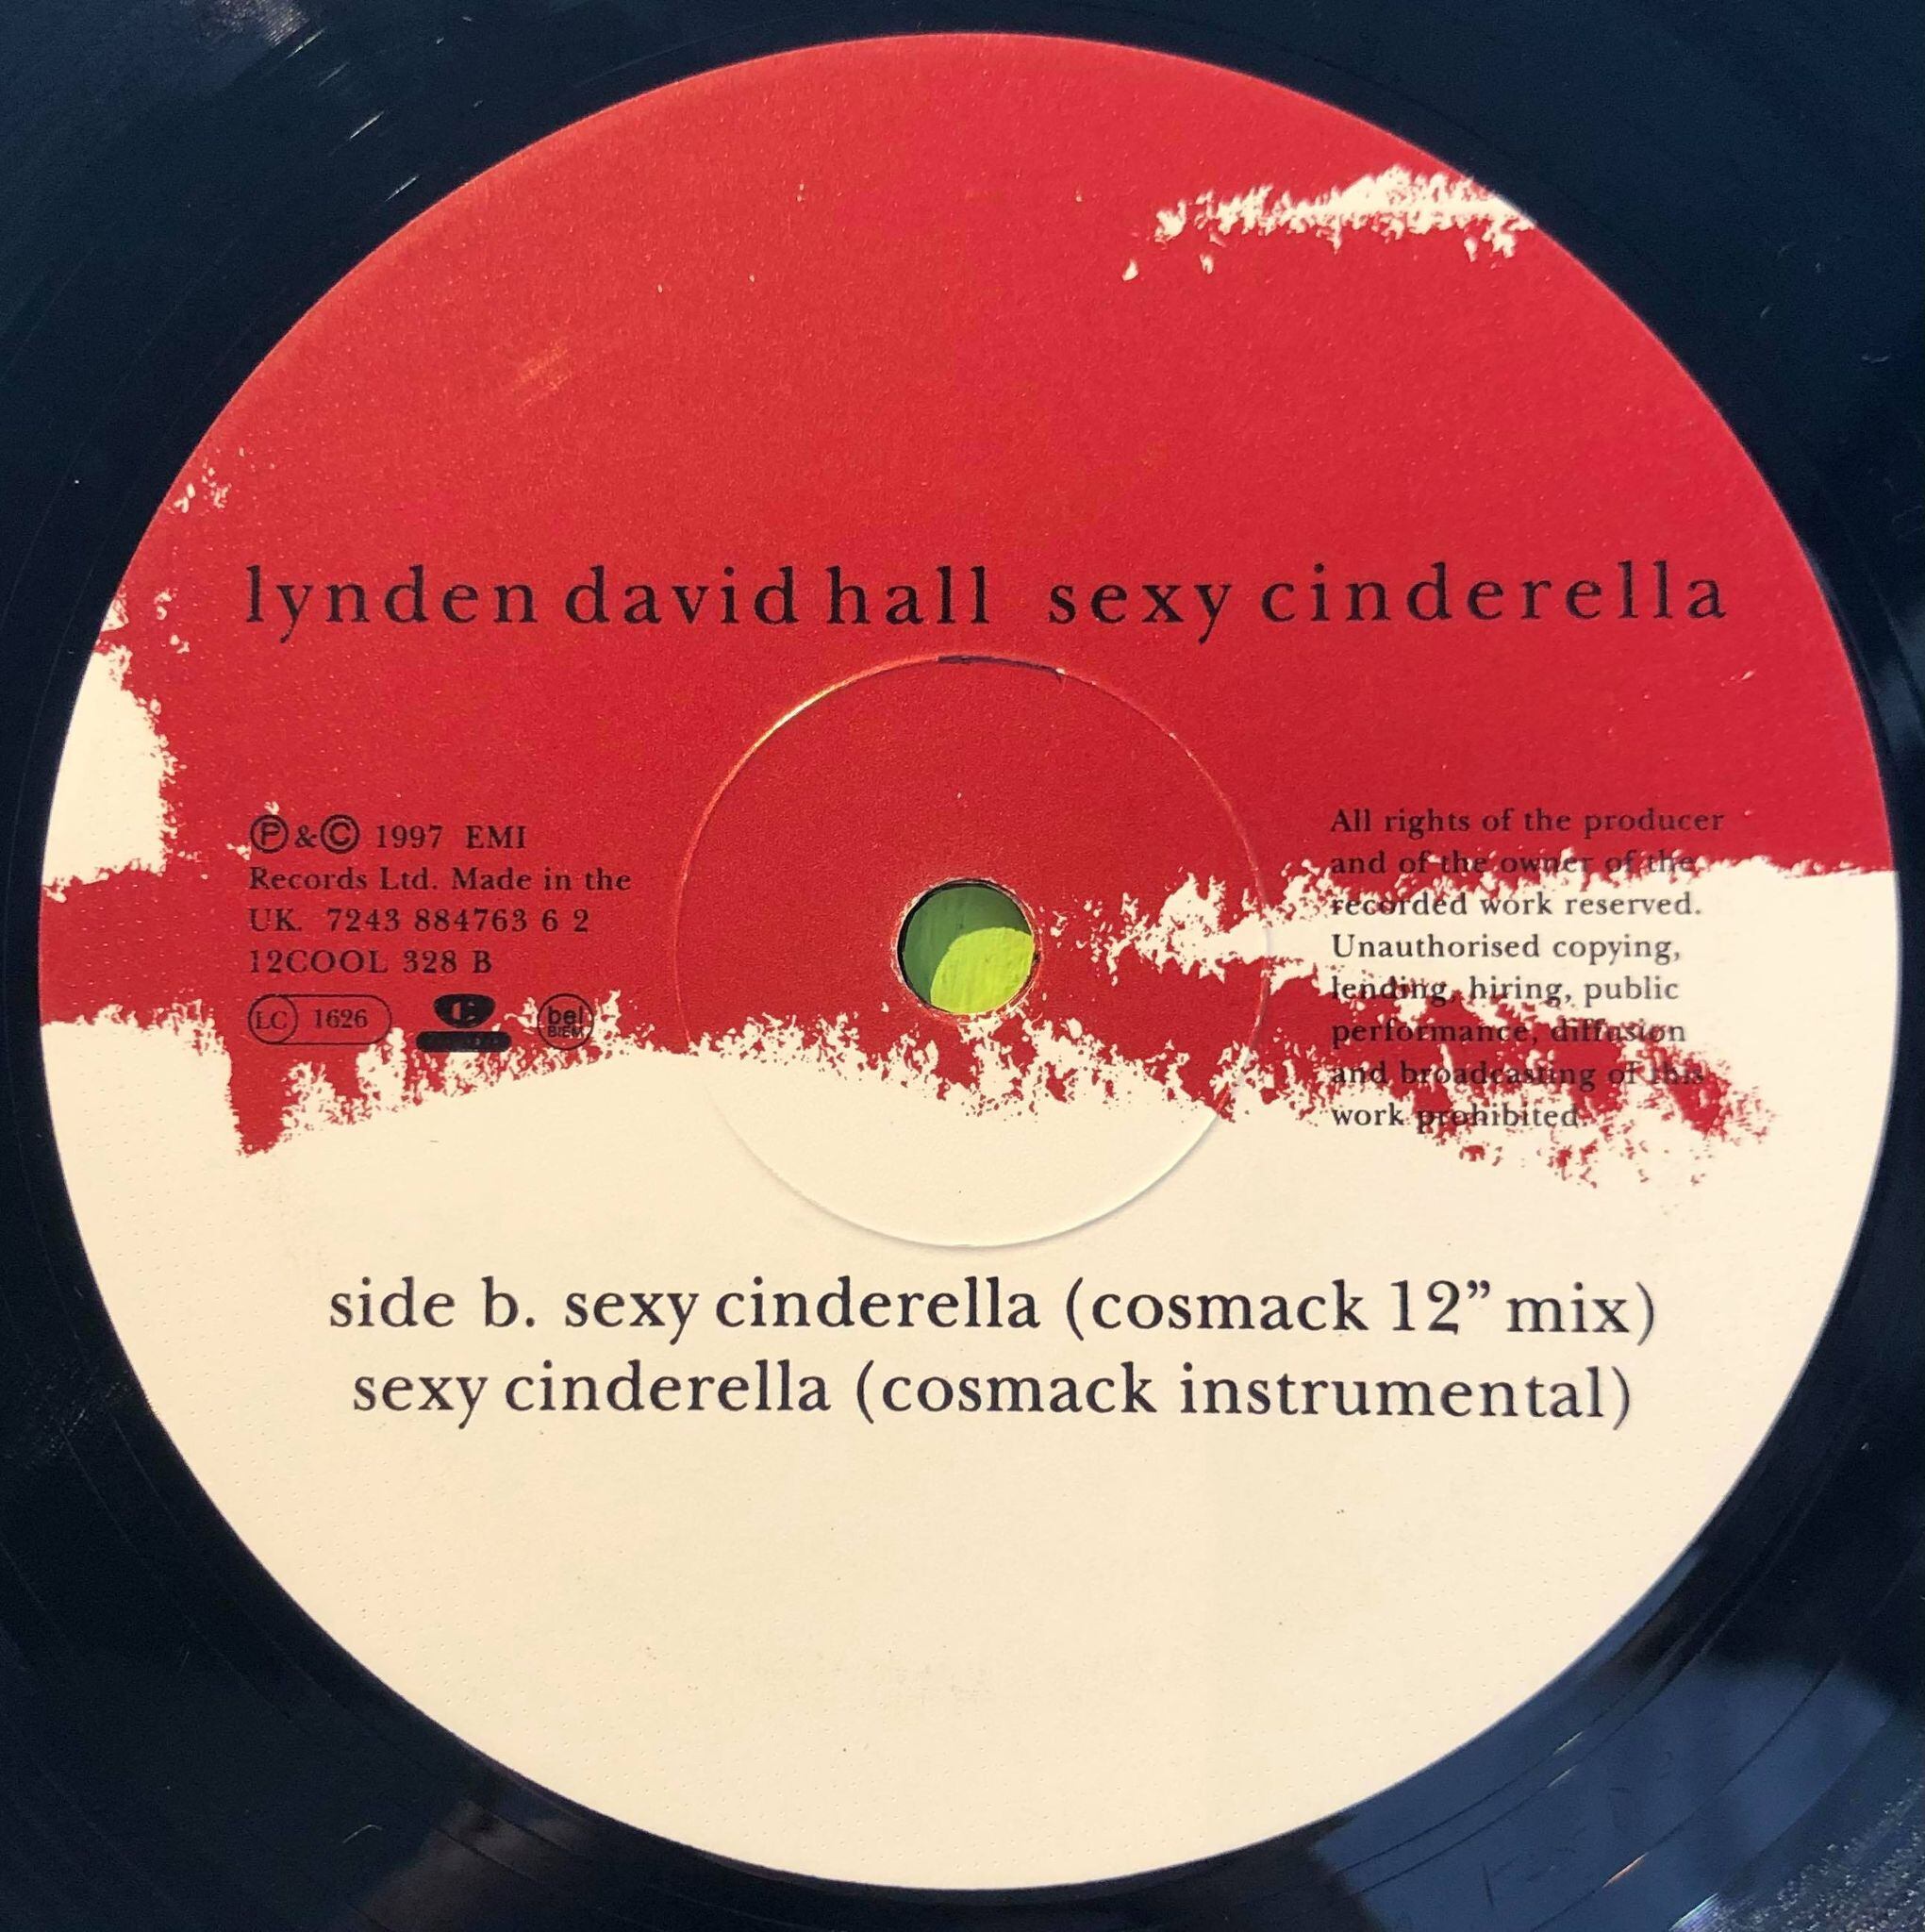 lynden david hall sexy cinderella
℗&© 1997 EMI
Records Ltd. Made in the
UK. 7243 884763 6 2
12COOL 328 B
LC 1626
bel
BIEM
All rights of the producer
and of the owner of the
recorded work reserved.
Unauthorised copying,
lending, hiring, public
performance, diffusion
and broadcasting of this
work prohibited.
side b. sexy cinderella (cosmack 12” mix)
sexy cinderella (cosmack instrumental)